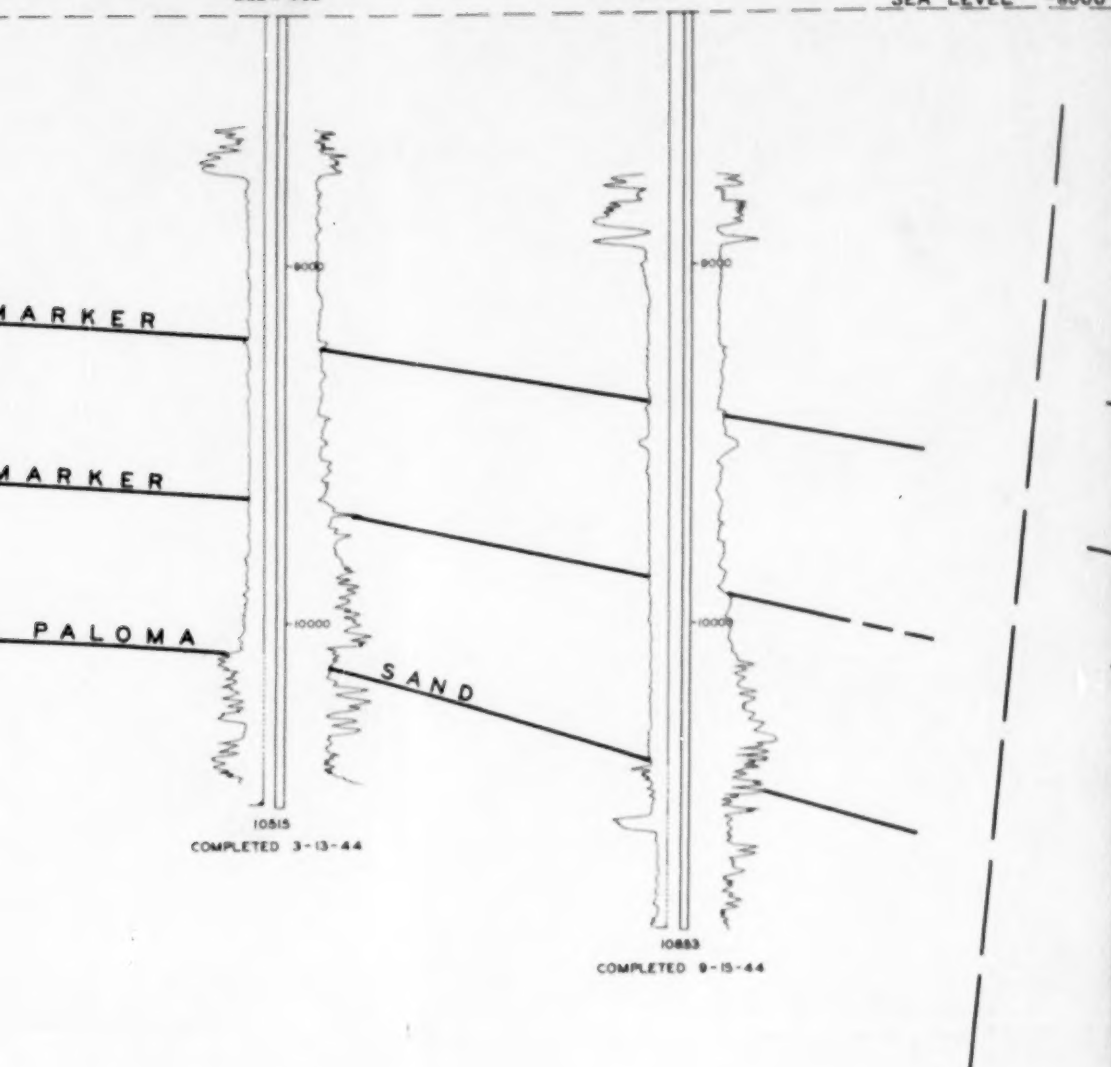 SEA LEVEL -8000
9000
9000
MARKER
MARKER
10000
10000
PALOMA
SAND
10515
COMPLETED 3-13-44
10883
COMPLETED 9-15-44